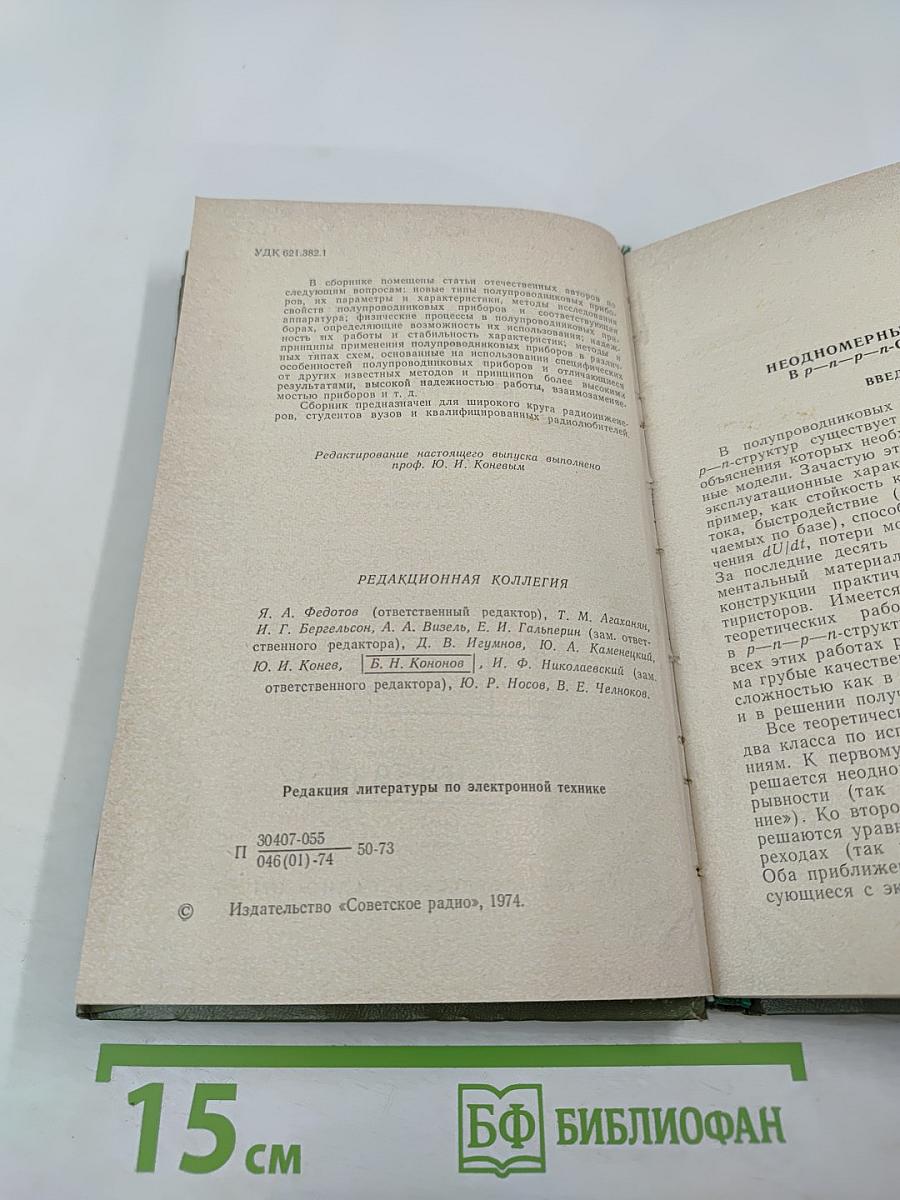 УДК 621.382.1
В сборнике помещены статьи отечественных авторов по
следующим вопросам: новые типы полупроводниковых прибо-
ров, их параметры и характеристики, методы исследования
свойств полупроводниковых приборов и соответствующая
аппаратура; физические процессы в полупроводниковых при-
борах, определяющие возможность их использования; надеж-
ность их работы и стабильность характеристик; методы и
принципы применения полупроводниковых приборов в различ-
ных типах схем, основанные на использовании специфических
особенностей полупроводниковых приборов и отличающиеся
от других известных методов и принципов более высокими
результатами, высокой надежностью работы, взаимозаменяе-
мостью приборов и т. д.
Сборник предназначен для широкого круга радиоинжене-
ров, студентов вузов и квалифицированных радиолюбителей.
Редактирование настоящего выпуска выполнено
проф. Ю. И. Коневым
РЕДАКЦИОННАЯ КОЛЛЕГИЯ
Я. А. Федотов (ответственный редактор), Т. М. Агаханян,
И. Г. Бергельсон, А. А. Визель, Е. И. Гальперин (зам. ответ-
ственного редактора), Д. В. Игумнов, Ю. А. Каменецкий,
Ю. И. Конев, Б. Н. Кононов, И. Ф. Николаевский (зам.
ответственного редактора), Ю. Р. Носов, В. Е. Челноков.
Редакция литературы по электронной технике
П 30407-055
046(01)-74 50-73
© Издательство «Советское радио», 1974.
НЕОДНОМЕРНЫ
В p—n—p—n-С
ВВЕД
В полупроводниковых
p—n-структур существует
объяснения которых необх
ные модели. Зачастую эт
эксплуатационные харак
пример, как стойкость к
тока, быстродействие (
чаемых по базе), способ
чения dU/dt, потери мо
За последние десять
ментальный материал
конструкции практич
тиристоров. Имеется
теоретических рабо
в p—n—p—n-структу
всех этих работах р
ма грубые качествен
сложностью как в
и в решении получ
Все теоретическ
два класса по исп
ниям. К первому
решается неодно
рывности (так
ние»). Ко второ
решаются уравн
реходах (так
Оба приближе
сующиеся с эк
15 см
БФ БИБЛИОФАН